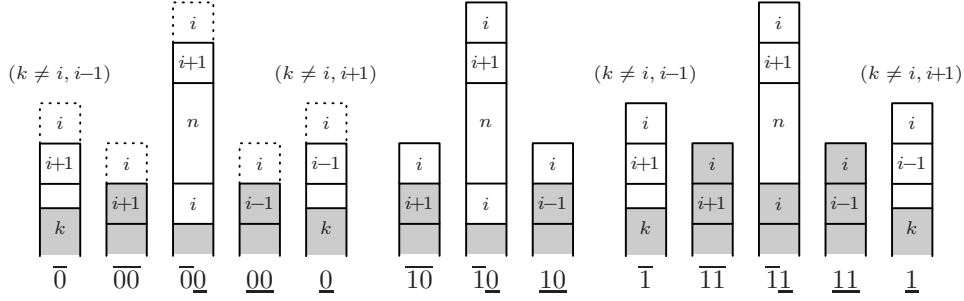 i i i
i+1 i+1 i+1
(k ≠ i, i−1) (k ≠ i, i+1) (k ≠ i, i−1) (k ≠ i, i+1)
i n i n i n i
i+1 i i i−1 i i i+1 i i i−1
i+1 i i−1 i+1 i i−1 i+1 i i−1
k k k k
0̅ 0̅0̅ 0̅0̲ 0̲0̲ 0̲ 1̅0̅ 1̅0̲ 1̲0̲ 1̅ 1̅1̅ 1̅1̲ 1̲1̲ 1̲